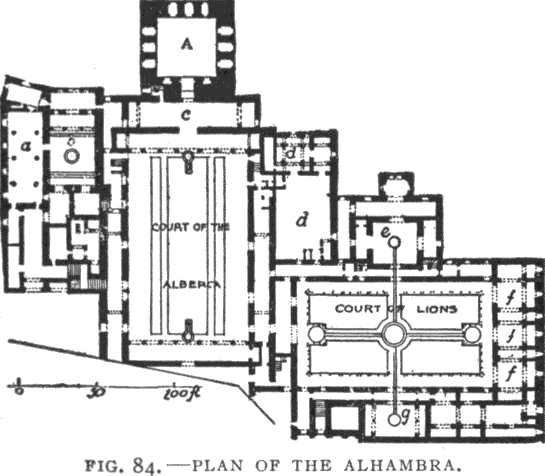 A
c
a
b
d
d
e
COURT OF THE
ALBERCA
COURT OF LIONS
f
f
f
g
0 50 100 ft
FIG. 84.—PLAN OF THE ALHAMBRA.